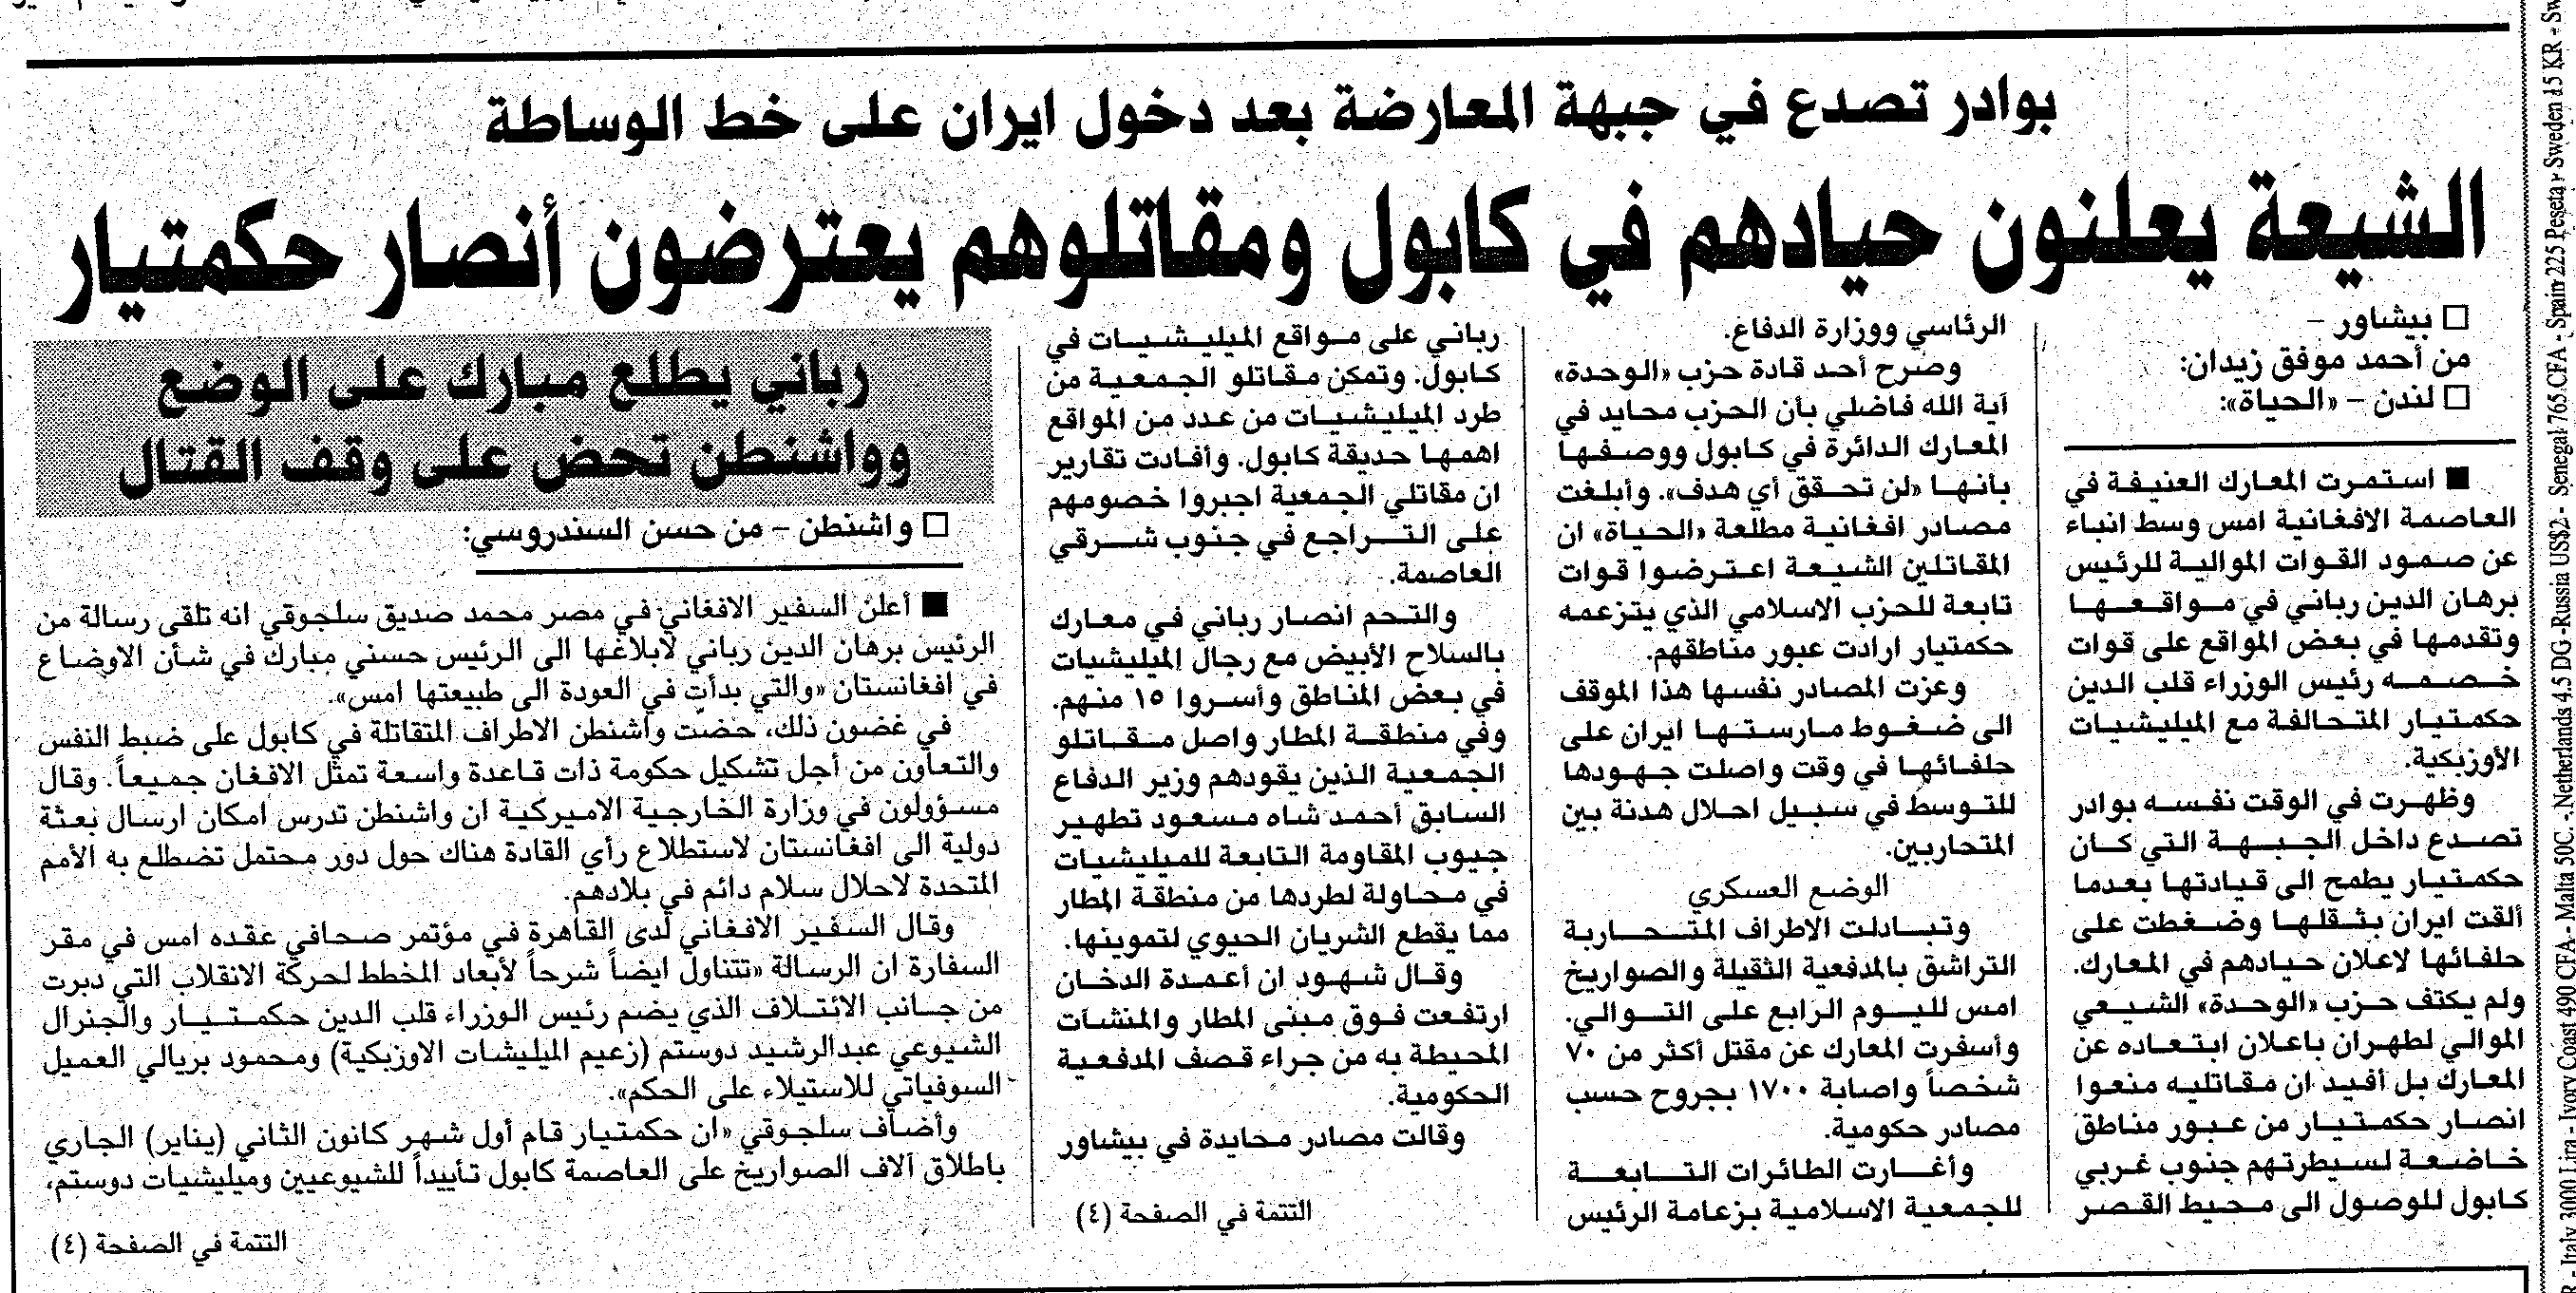 بوادر تصدع في جبهة المعارضة بعد دخول ايران على خط الوساطة
الشيعة يعلنون حيادهم في كابول ومقاتلوهم يعترضون أنصار حكمتيار
□ بيشاور –
من أحمد موفق زيدان:
□ لندن – «الحياة»:
■ استمرت المعارك العنيفة في
العاصمة الافغانية امس وسط انباء
عن صمود القوات الموالية للرئيس
برهان الدين رباني في مواقعها
وتقدمها في بعض المواقع على قوات
خصمه رئيس الوزراء قلب الدين
حكمتيار المتحالفة مع الميليشيات
الأوزبكية.
وظهرت في الوقت نفسه بوادر
تصدع داخل الجبهة التي كان
حكمتيار يطمح الى قيادتها بعدما
ألقت ايران بثقلها وضغطت على
حلفائها لاعلان حيادهم في المعارك.
ولم يكتف حزب «الوحدة» الشيعي
الموالي لطهران باعلان ابتعاده عن
المعارك بل أفيد ان مقاتليه منعوا
انصار حكمتيار من عبور مناطق
خاضعة لسيطرتهم جنوب غربي
كابول للوصول الى محيط القصر
الرئاسي ووزارة الدفاع.
وصرح أحد قادة حزب «الوحدة»
آية الله فاضلي بأن الحزب محايد في
المعارك الدائرة في كابول ووصفها
بأنها «لن تحقق أي هدف». وأبلغت
مصادر افغانية مطلعة «الحياة» ان
المقاتلين الشيعة اعترضوا قوات
تابعة للحزب الاسلامي الذي يتزعمه
حكمتيار ارادت عبور مناطقهم.
وعزت المصادر نفسها هذا الموقف
الى ضغوط مارستها ايران على
حلفائها في وقت واصلت جهودها
للتوسط في سبيل احلال هدنة بين
المتحاربين.
الوضع العسكري
وتبادلت الاطراف المتحاربة
التراشق بالمدفعية الثقيلة والصواريخ
امس لليوم الرابع على التوالي.
وأسفرت المعارك عن مقتل أكثر من ٧٠
شخصاً واصابة ١٧٠٠ بجروح حسب
مصادر حكومية.
وأغارت الطائرات التابعة
للجمعية الاسلامية بزعامة الرئيس
رباني على مواقع الميليشيات في
كابول. وتمكن مقاتلو الجمعية من
طرد الميليشيات من عدد من المواقع
اهمها حديقة كابول. وأفادت تقارير
ان مقاتلي الجمعية اجبروا خصومهم
على التراجع في جنوب شرقي
العاصمة.
والتحم انصار رباني في معارك
بالسلاح الأبيض مع رجال الميليشيات
في بعض المناطق وأسروا ١٥ منهم.
وفي منطقة المطار واصل مقاتلو
الجمعية الذين يقودهم وزير الدفاع
السابق أحمد شاه مسعود تطهير
جيوب المقاومة التابعة للميليشيات
في محاولة لطردها من منطقة المطار
مما يقطع الشريان الحيوي لتموينها.
وقال شهود ان أعمدة الدخان
ارتفعت فوق مبنى المطار والمنشآت
المحيطة به من جراء قصف المدفعية
الحكومية.
وقالت مصادر محايدة في بيشاور
التتمة في الصفحة (٤)
رباني يطلع مبارك على الوضع
وواشنطن تحض على وقف القتال
□ واشنطن – من حسن السندروسي:
■ أعلن السفير الافغاني في مصر محمد صديق سلجوقي انه تلقى رسالة من
الرئيس برهان الدين رباني لابلاغها الى الرئيس حسني مبارك في شأن الاوضاع
في افغانستان «والتي بدأت في العودة الى طبيعتها امس».
في غضون ذلك، حضت واشنطن الاطراف المتقاتلة في كابول على ضبط النفس
والتعاون من أجل تشكيل حكومة ذات قاعدة واسعة تمثل الافغان جميعاً. وقال
مسؤولون في وزارة الخارجية الاميركية ان واشنطن تدرس امكان ارسال بعثة
دولية الى افغانستان لاستطلاع رأي القادة هناك حول دور محتمل تضطلع به الأمم
المتحدة لاحلال سلام دائم في بلادهم.
وقال السفير الافغاني لدى القاهرة في مؤتمر صحافي عقده امس في مقر
السفارة ان الرسالة «تتناول ايضاً شرحاً لأبعاد المخطط لحركة الانقلاب التي دبرت
من جانب الائتلاف الذي يضم رئيس الوزراء قلب الدين حكمتيار والجنرال
الشيوعي عبدالرشيد دوستم (زعيم الميليشات الاوزبكية) ومحمود بريالي العميل
السوفياتي للاستيلاء على الحكم».
وأضاف سلجوقي «ان حكمتيار قام أول شهر كانون الثاني (يناير) الجاري
باطلاق آلاف الصواريخ على العاصمة كابول تأييداً للشيوعيين وميليشيات دوستم،
التتمة في الصفحة (٤)
- Italy 3000 Lira - Ivory Coast 490 CFA - Malta 50C - Netherlands 4.5 DG-Russia US$2 - Senegal 765 CFA - Spain 225 Peseta - Sweden 15 KR -